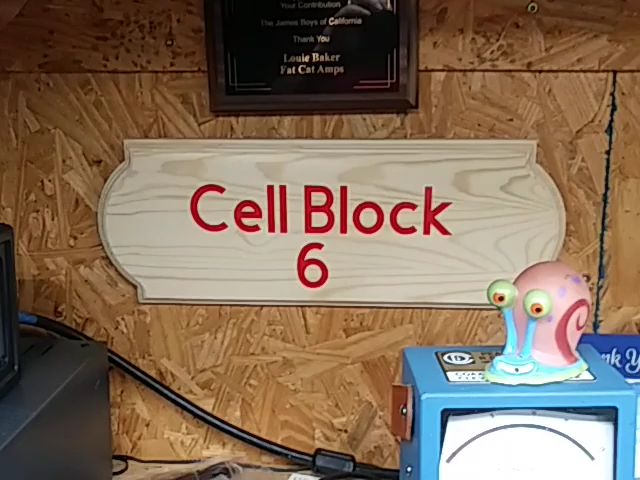 Your Contribution
The James Boys of California
Thank You
Louie Baker
Fat Cat Amps
Cell Block
6